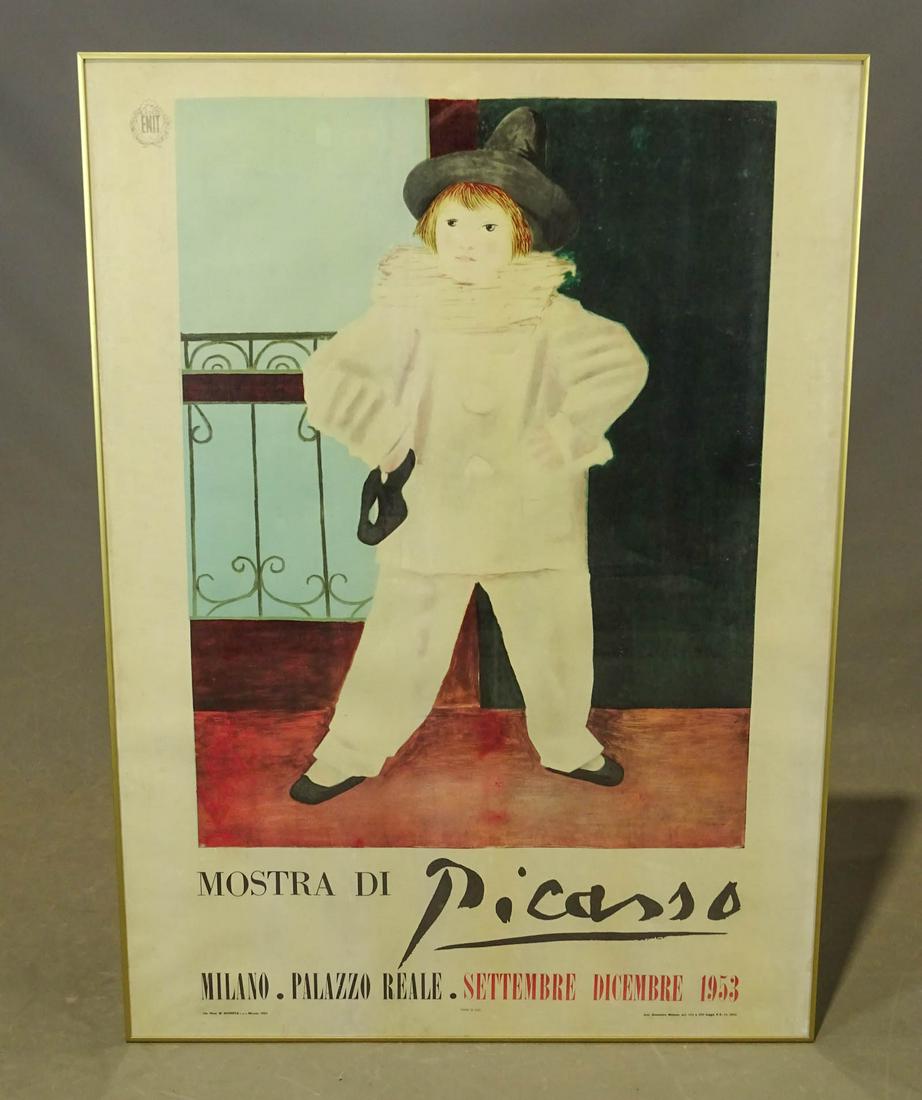 ENIT
MOSTRA DI Picasso
MILANO . PALAZZO REALE . SETTEMBRE DICEMBRE 1953